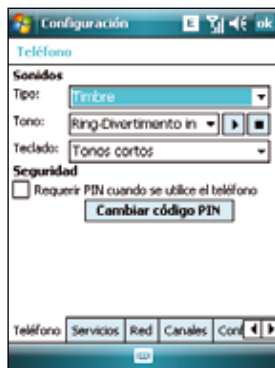 Configuración E ok
Teléfono
Sonidos
Tipo: Timbre
Tono: Ring-Divertimento in
Teclado: Tonos cortos
Seguridad
Requerir PIN cuando se utilice el teléfono
Cambiar código PIN
Teléfono Servicios Red Canales